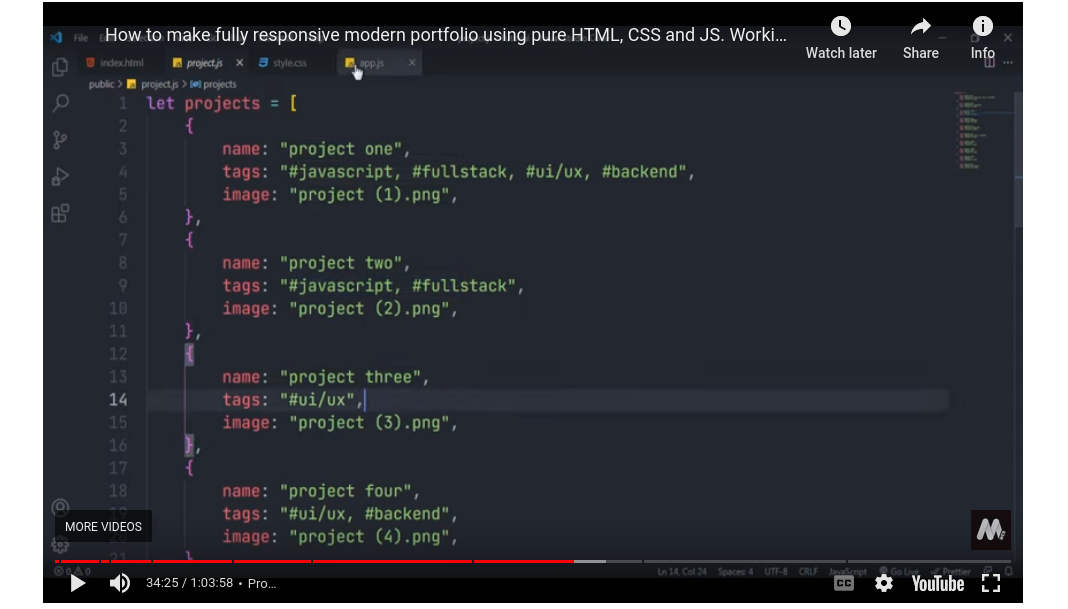 File
How to make fully responsive modern portfolio using pure HTML, CSS and JS. Worki...
Watch later
Share
Info
index.html
project.js
style.css
app.js
public > project.js > projects
1 let projects = [
2 {
3 name: "project one",
4 tags: "#javascript, #fullstack, #ui/ux, #backend",
5 image: "project (1).png",
6 },
7 {
8 name: "project two",
9 tags: "#javascript, #fullstack",
10 image: "project (2).png",
11 },
12 {
13 name: "project three",
14 tags: "#ui/ux",
15 image: "project (3).png",
16 },
17 {
18 name: "project four",
19 tags: "#ui/ux, #backend",
20 image: "project (4).png",
21 }
MORE VIDEOS
0 0
Ln 14, Col 24 Spaces: 4 UTF-8 CRLF JavaScript Go Live Prettier
34:25 / 1:03:58 • Pro...
CC
YouTube